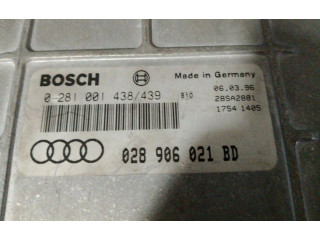 BOSCH
Made in Germany
0 281 001 438/439
810
06.03.96
28SA2881
1754 1405
028 906 021 BD